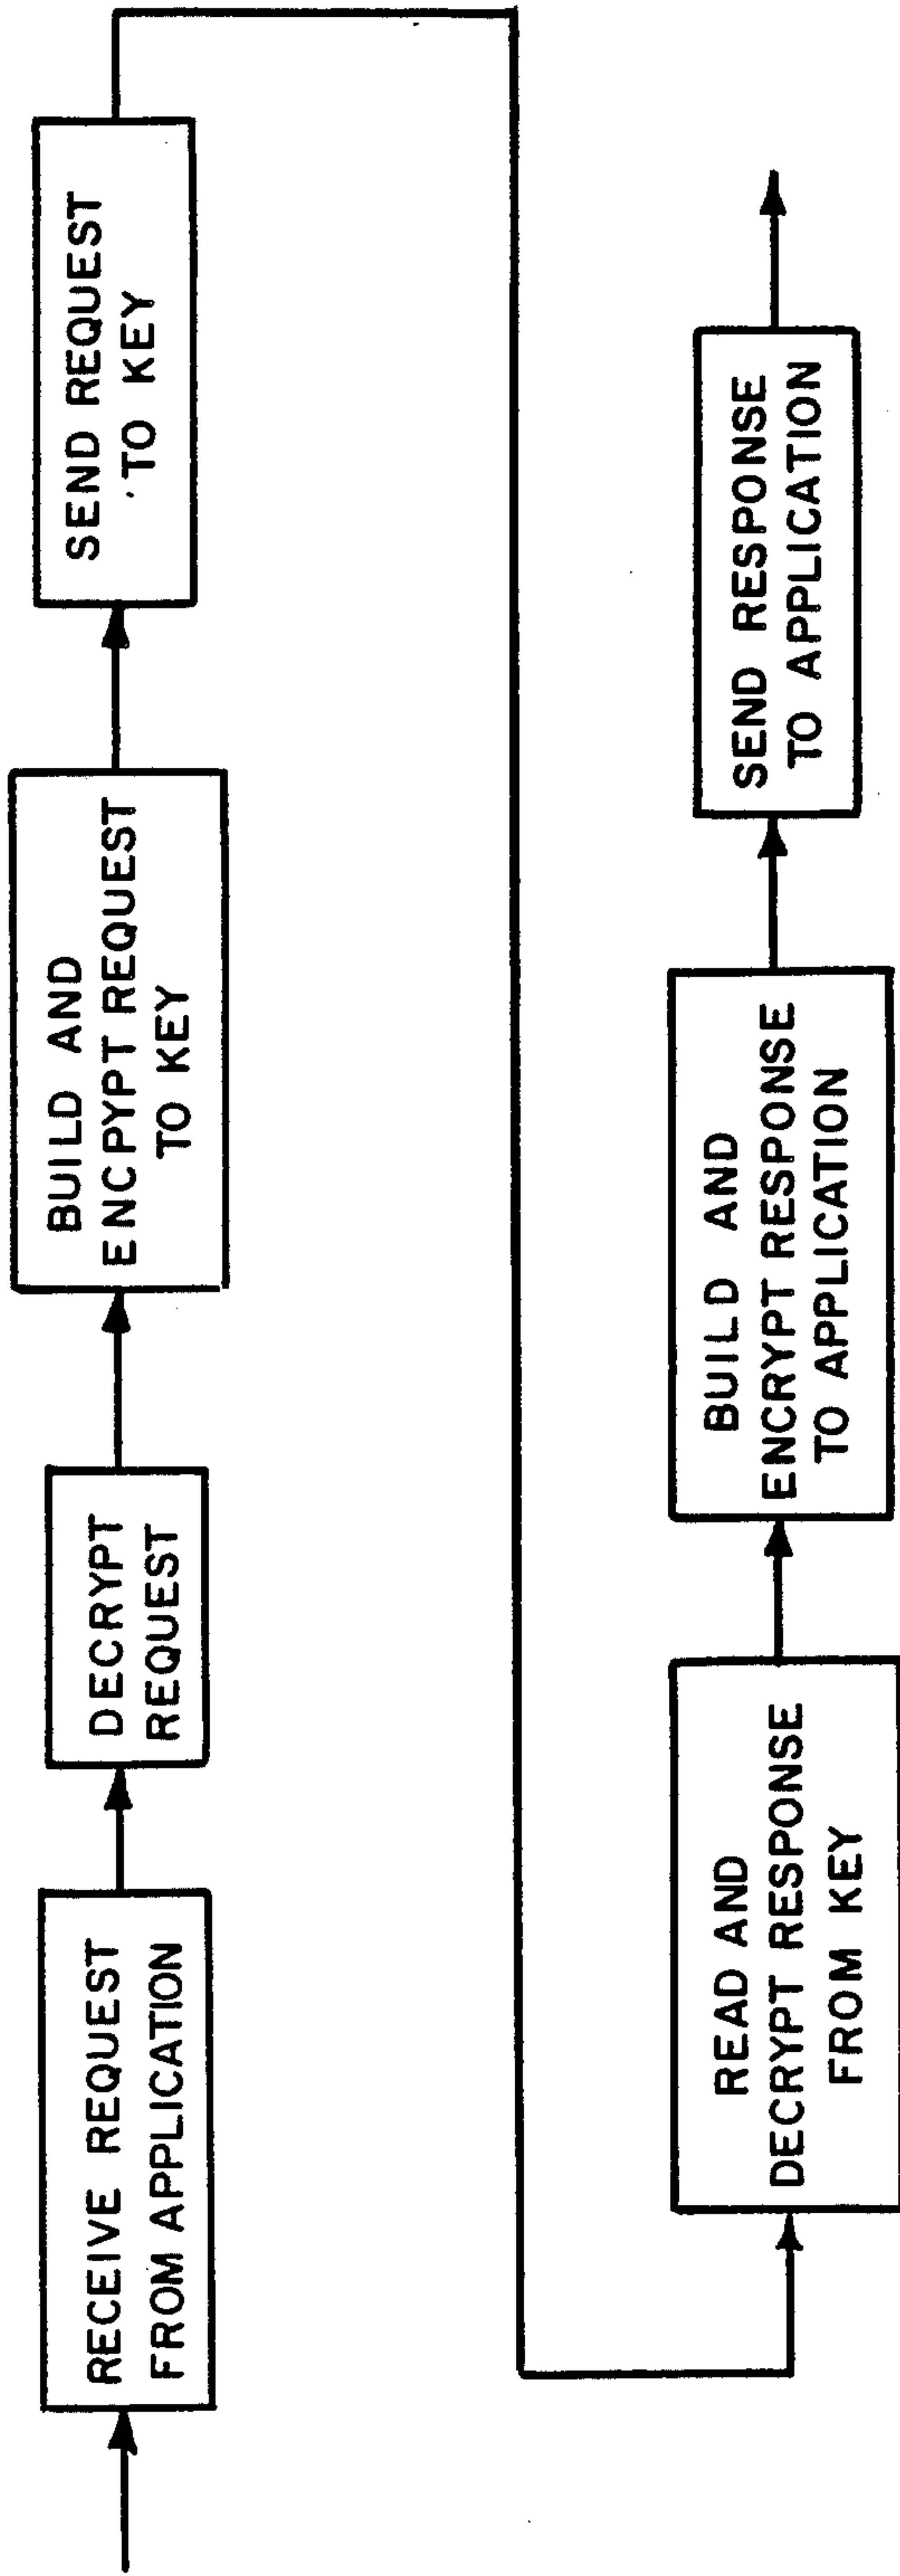 RECEIVE REQUEST
FROM APPLICATION
DECRYPT
REQUEST
BUILD AND
ENCPYPT REQUEST
TO KEY
SEND REQUEST
TO KEY
READ AND
DECRYPT RESPONSE
FROM KEY
BUILD AND
ENCRYPT RESPONSE
TO APPLICATION
SEND RESPONSE
TO APPLICATION